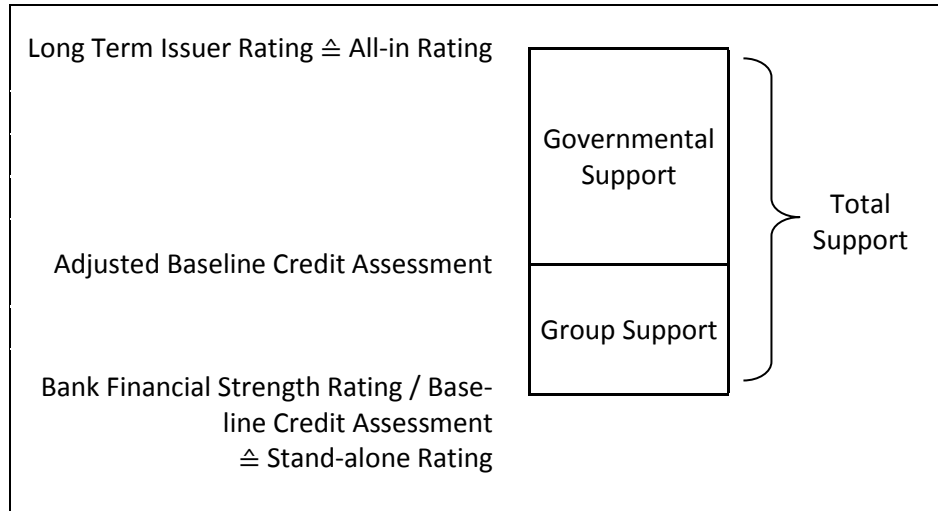 Long Term Issuer Rating ≙ All-in Rating
Governmental
Support
Total
Support
Adjusted Baseline Credit Assessment
Group Support
Bank Financial Strength Rating / Base-
line Credit Assessment
≙ Stand-alone Rating